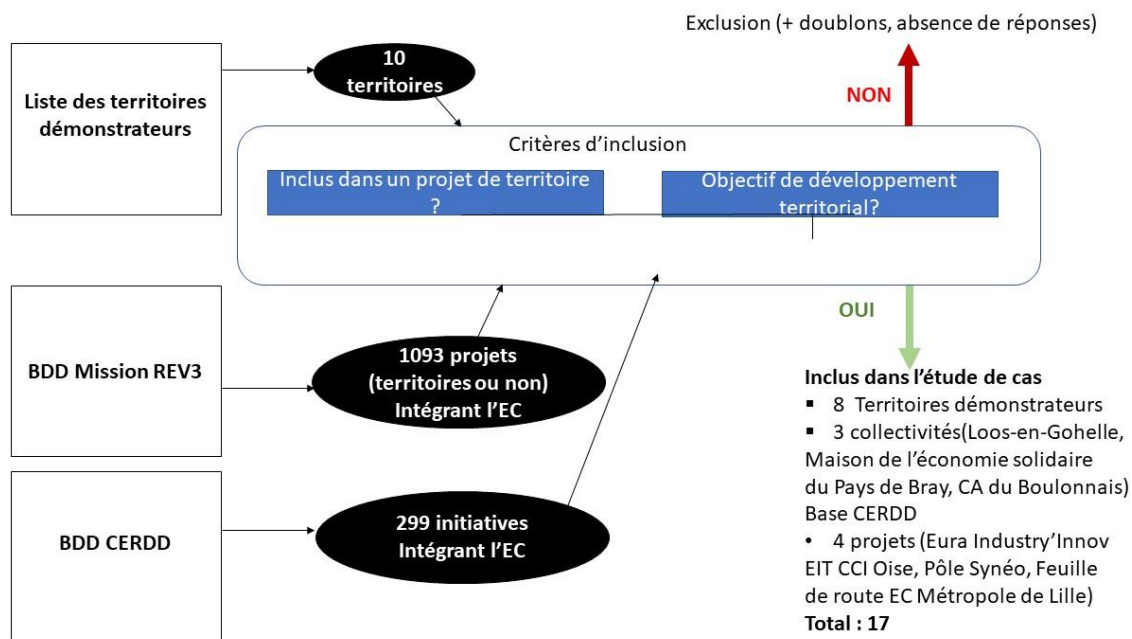 Exclusion (+ doublons, absence de réponses)
NON
Liste des territoires
démonstrateurs
10
territoires
Critères d’inclusion
Inclus dans un projet de territoire
?
Objectif de développement
territorial?
OUI
BDD Mission REV3
1093 projets
(territoires ou non)
Intégrant l’EC
BDD CERDD
299 initiatives
Intégrant l’EC
Inclus dans l’étude de cas
▪ 8 Territoires démonstrateurs
▪ 3 collectivités(Loos-en-Gohelle,
Maison de l’économie solidaire
du Pays de Bray, CA du Boulonnais)
Base CERDD
• 4 projets (Eura Industry’Innov
EIT CCI Oise, Pôle Synéo, Feuille
de route EC Métropole de Lille)
Total : 17